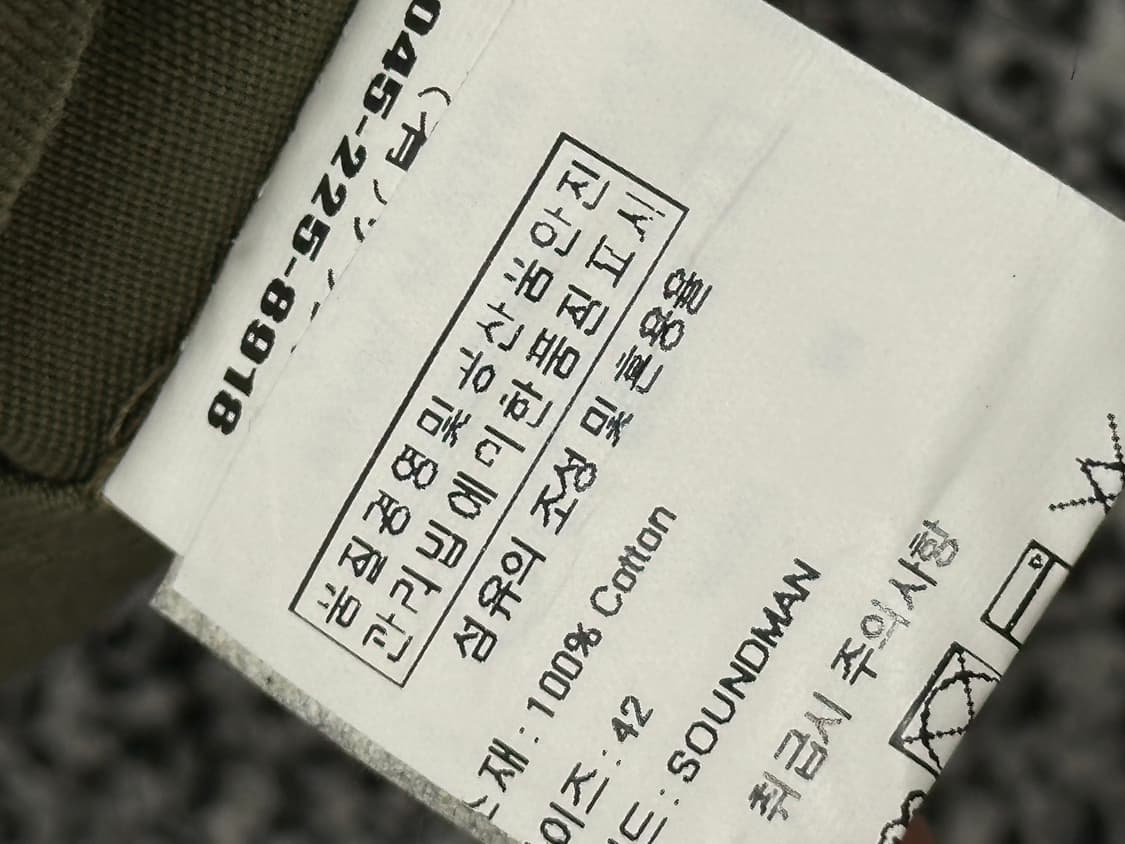 045-225-8918
품질경영 및 공산품안전
관리법에 의한 품질표시
섬유의 조성 및 혼용율
소재 : 100% Cotton
이즈 : 42
드 : SOUNDMAN
취급시 주의사항